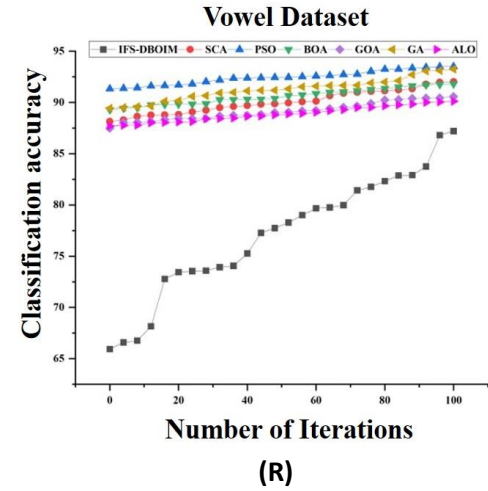 Vowel Dataset
IFS-DBOIM SCA PSO BOA GOA GA ALO
95
90
85
80
75
70
65
Classification accuracy
0 20 40 60 80 100
Number of Iterations
(R)